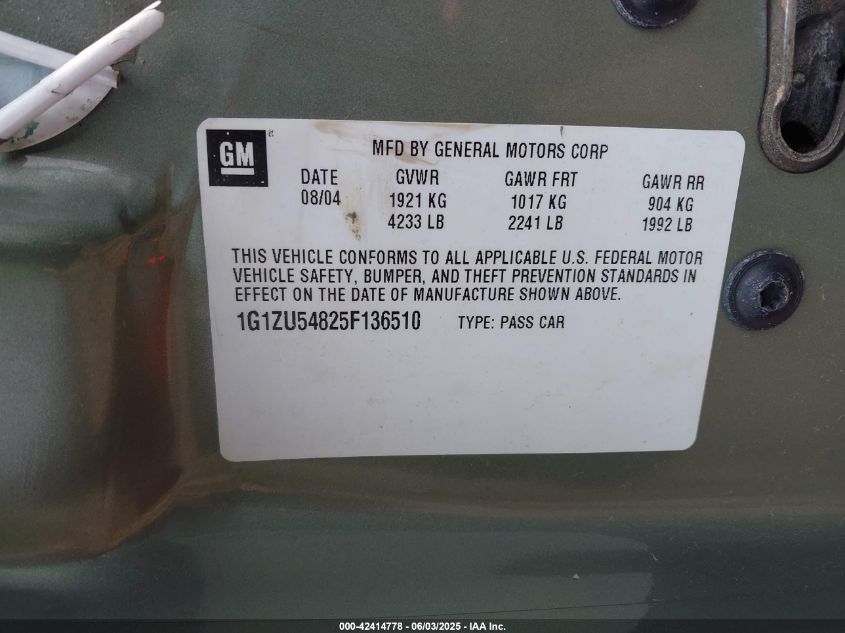 GM ®
MFD BY GENERAL MOTORS CORP
DATE GVWR GAWR FRT GAWR RR
08/04 1921 KG 1017 KG 904 KG
4233 LB 2241 LB 1992 LB
THIS VEHICLE CONFORMS TO ALL APPLICABLE U.S. FEDERAL MOTOR
VEHICLE SAFETY, BUMPER, AND THEFT PREVENTION STANDARDS IN
EFFECT ON THE DATE OF MANUFACTURE SHOWN ABOVE.
1G1ZU54825F136510 TYPE: PASS CAR
000-42414778 - 06/03/2025 - IAA Inc.